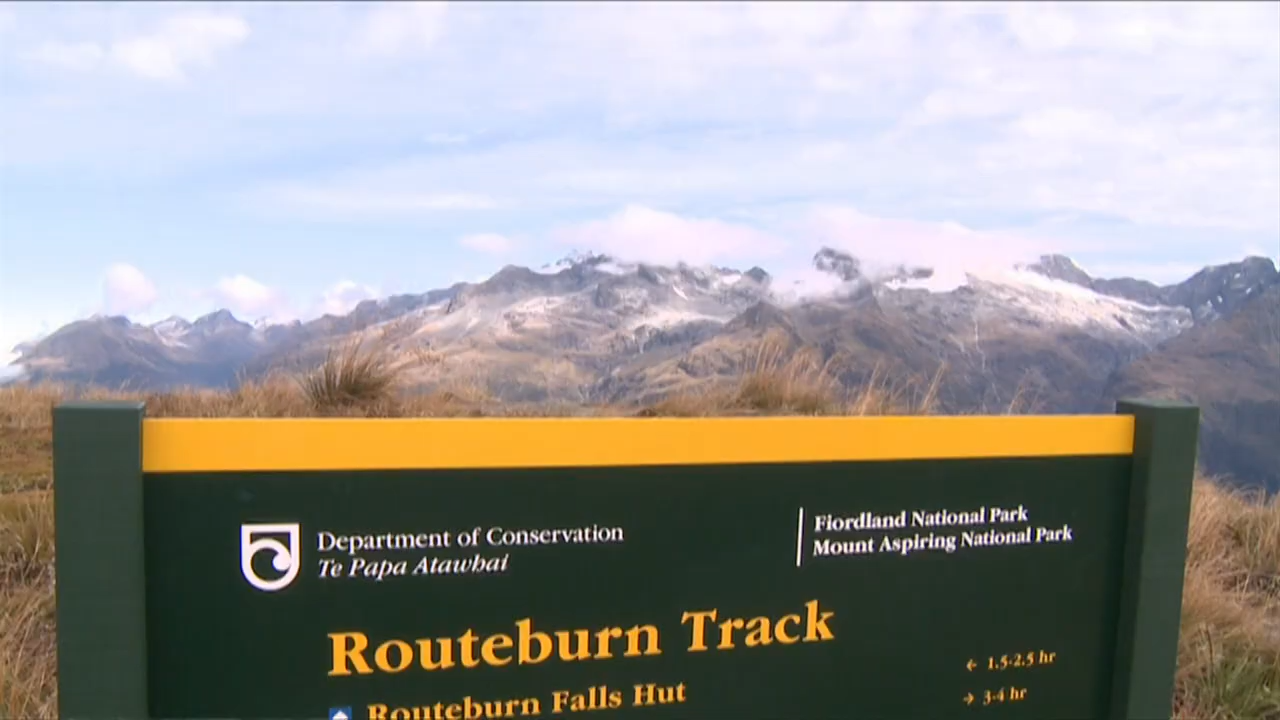 Department of Conservation
Te Papa Atawhai
Fiordland National Park
Mount Aspiring National Park
Routeburn Track
← 1.5-2.5 hr
Routeburn Falls Hut
→ 3-4 hr